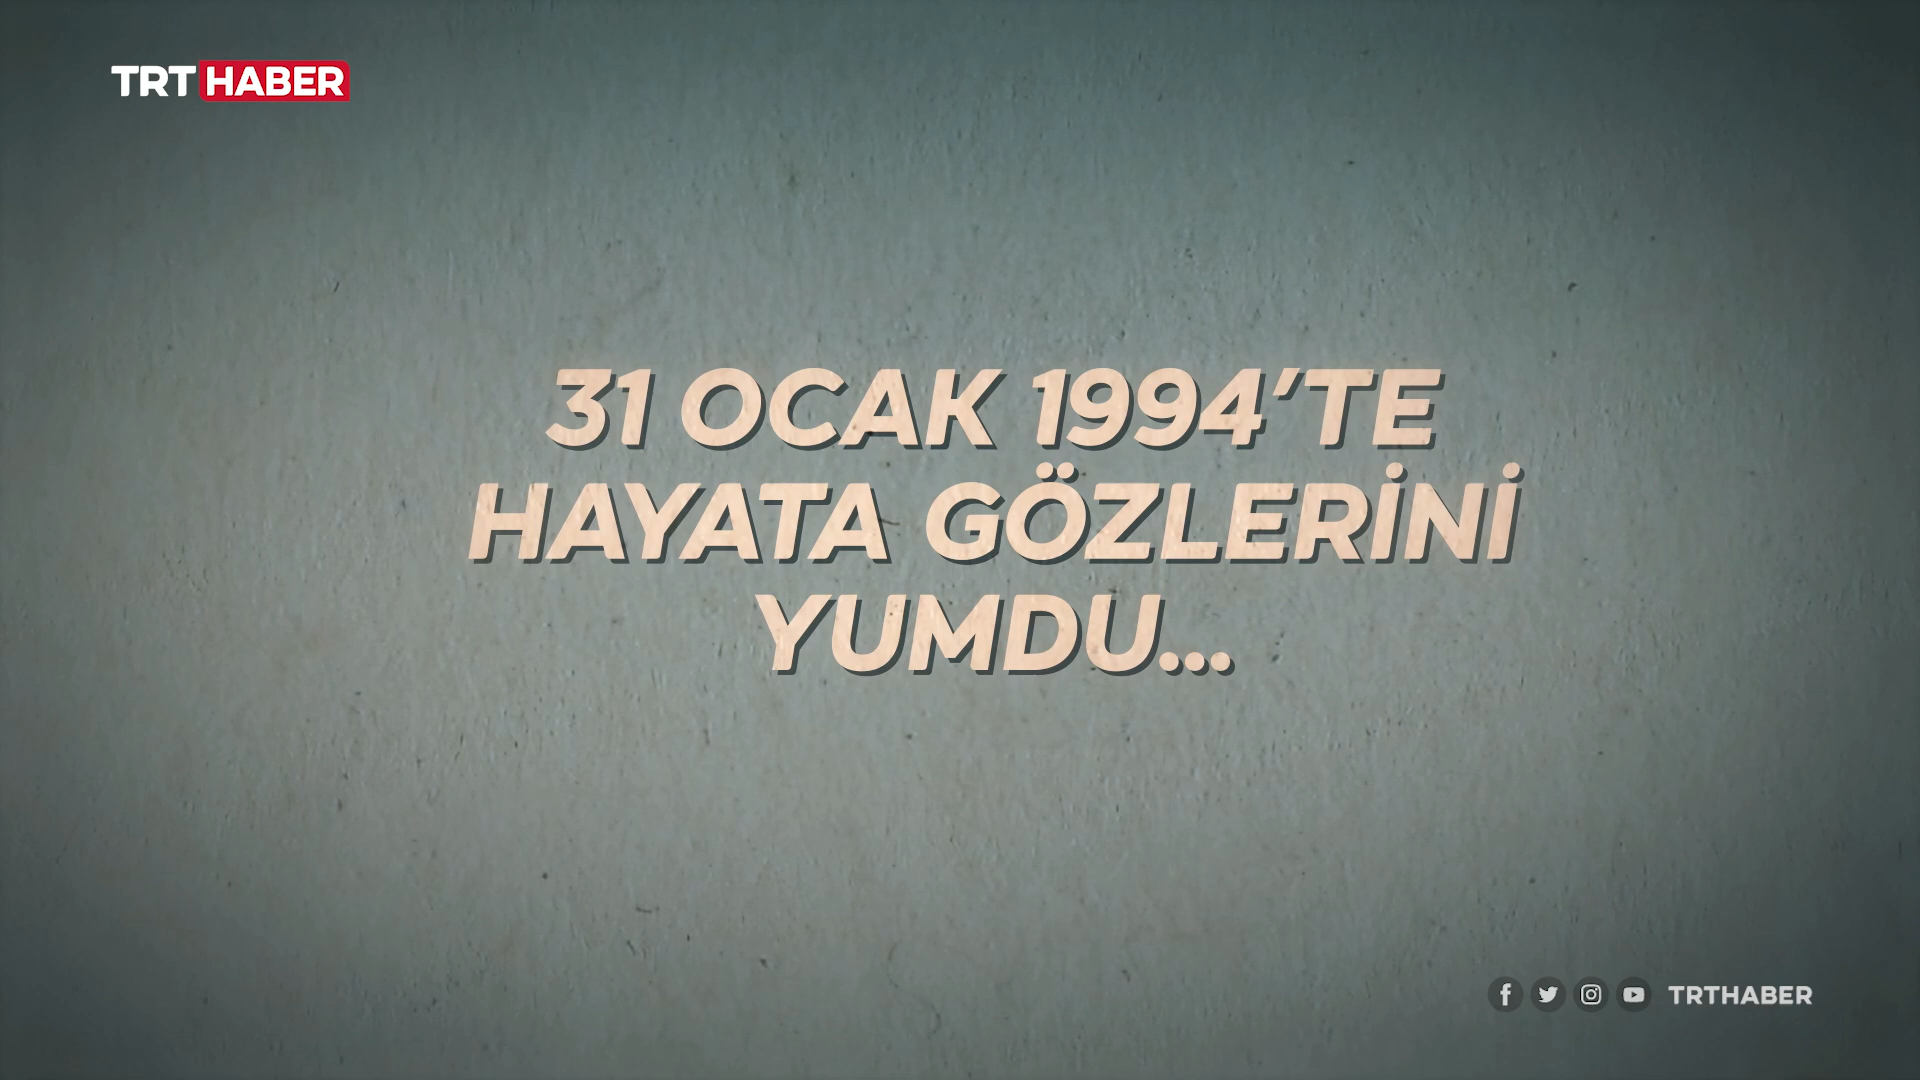 TRT HABER
31 OCAK 1994'TE
HAYATA GÖZLERİNİ
YUMDU...
TRTHABER